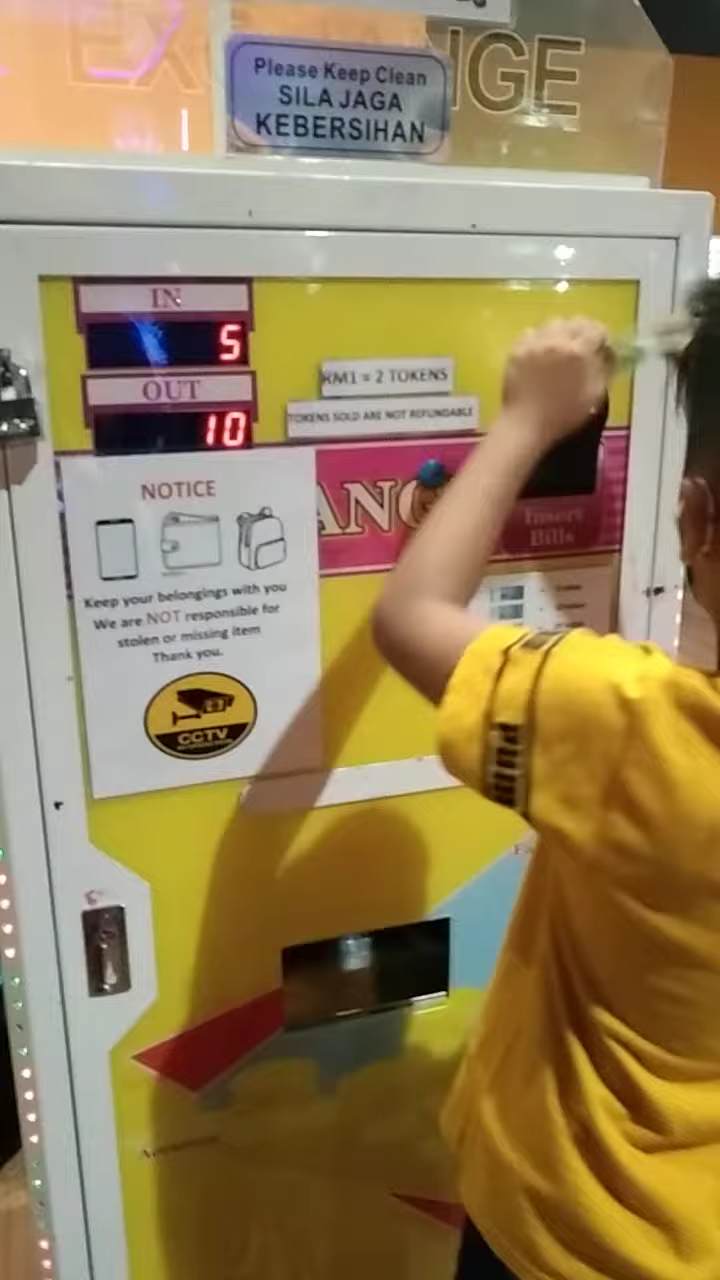 EXCHANGE
Please Keep Clean
SILA JAGA
KEBERSIHAN
IN
5
OUT
10
RM1 = 2 TOKENS
TOKENS SOLD ARE NOT REFUNDABLE
ANG
Insert
Bills
NOTICE
Keep your belongings with you
We are NOT responsible for
stolen or missing item
Thank you.
CCTV